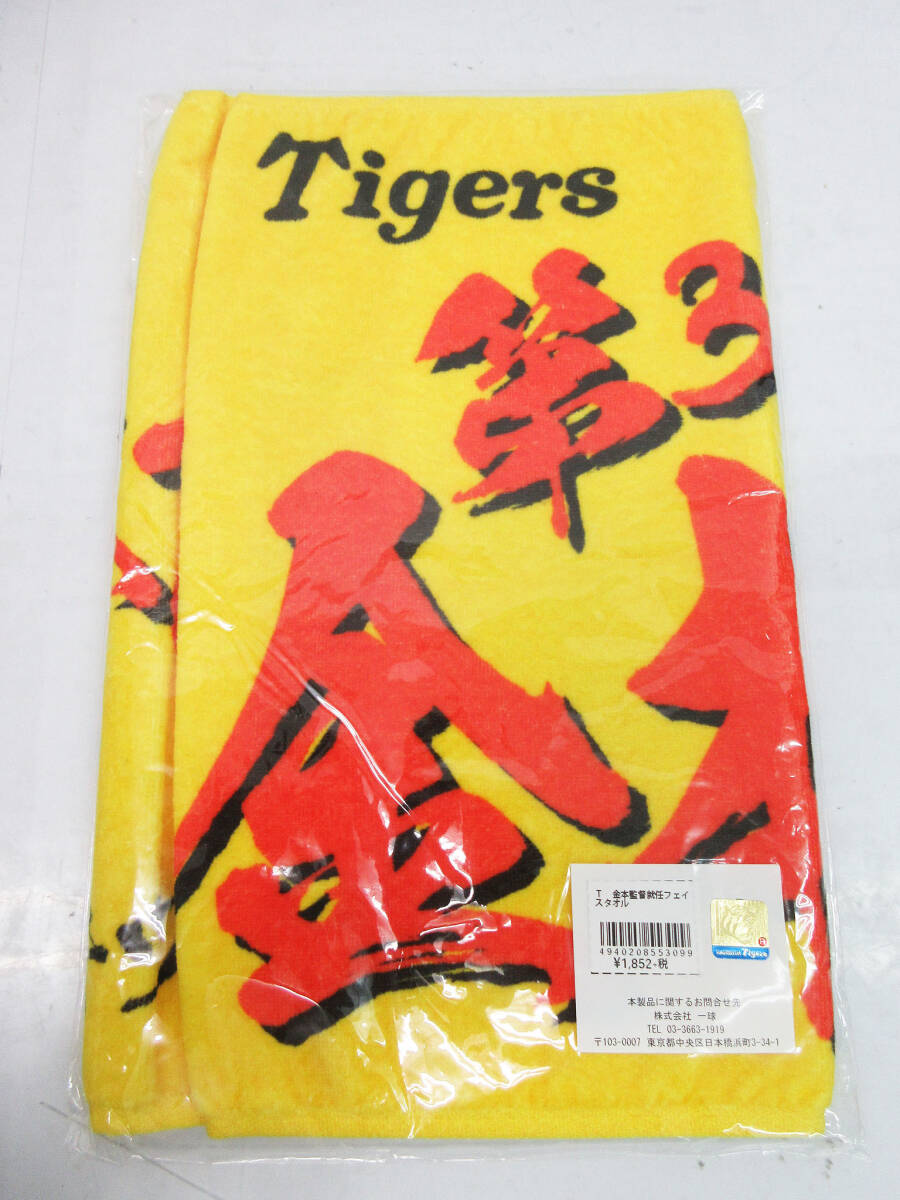 Tigers
第3
金
T 金本監督就任フェイ
スタオル
4940208553099
¥1,852+税
Tigers
本製品に関するお問合せ先
株式会社 一球
TEL 03-3663-1919
〒103-0007 東京都中央区日本橋浜町3-34-1